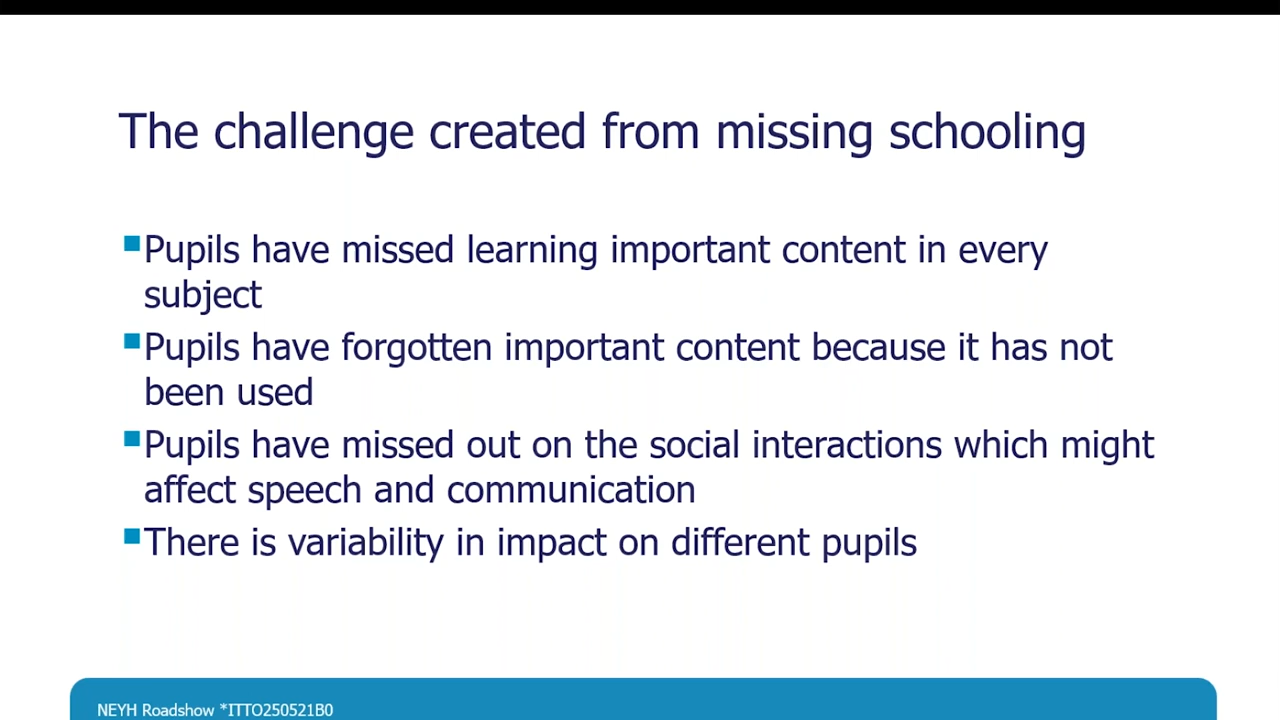 The challenge created from missing schooling
Pupils have missed learning important content in every
subject
Pupils have forgotten important content because it has not
been used
Pupils have missed out on the social interactions which might
affect speech and communication
There is variability in impact on different pupils
NEYH Roadshow *ITTO250521B0